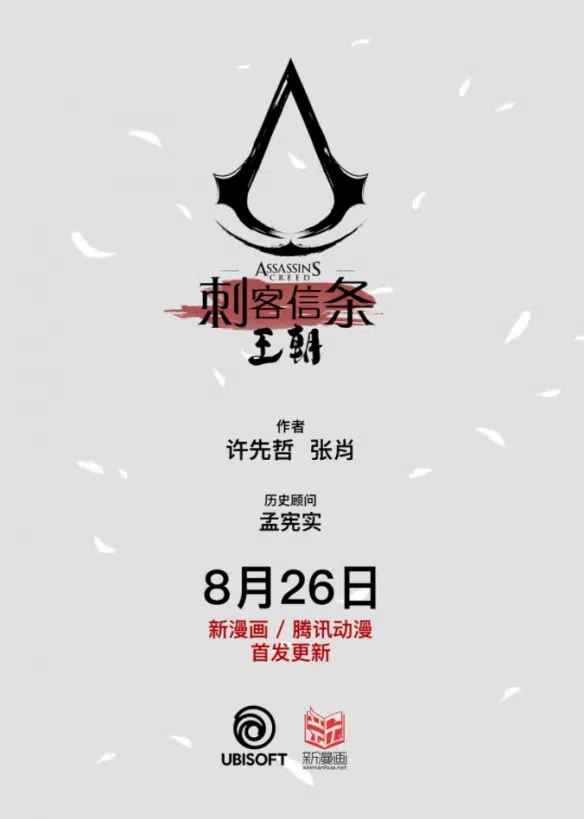 ASSASSIN'S
CREED
刺客信条
王朝
作者
许先哲 张肖
历史顾问
孟宪实
8月26日
新漫画 / 腾讯动漫
首发更新
UBISOFT
新漫画
xinmanhua.net